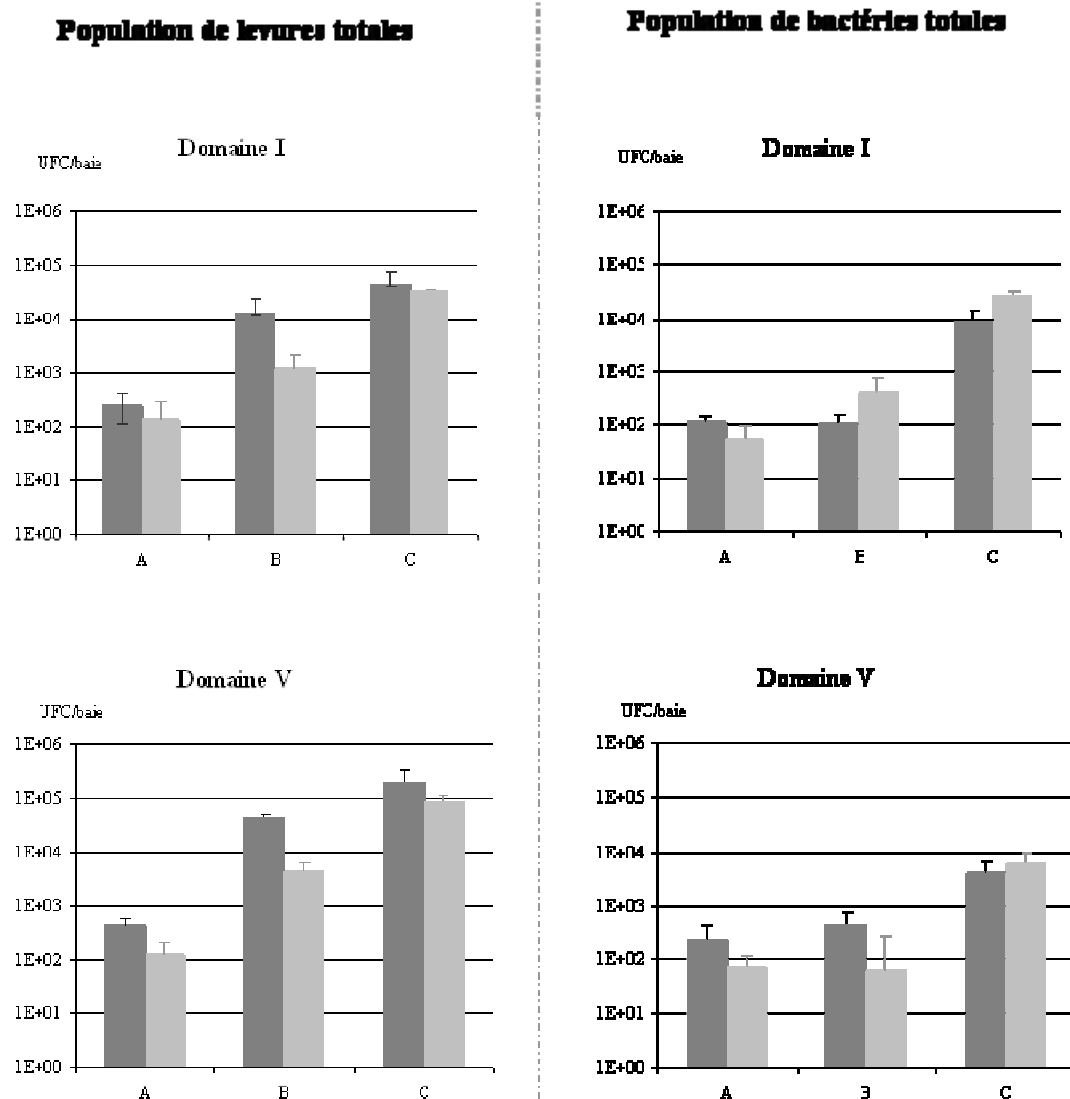 Population de levures totales
Population de bactéries totales
Domaine I
UFC/baie
1E+06
1E+05
1E+04
1E+03
1E+02
1E+01
1E+00
A
B
C
Domaine I
UFC/baie
1E+06
1E+05
1E+04
1E+03
1E+02
1E+01
1E+00
A
B
C
Domaine V
UFC/baie
1E+06
1E+05
1E+04
1E+03
1E+02
1E+01
1E+00
A
B
C
Domaine V
UFC/baie
1E+06
1E+05
1E+04
1E+03
1E+02
1E+01
1E+00
A
B
C